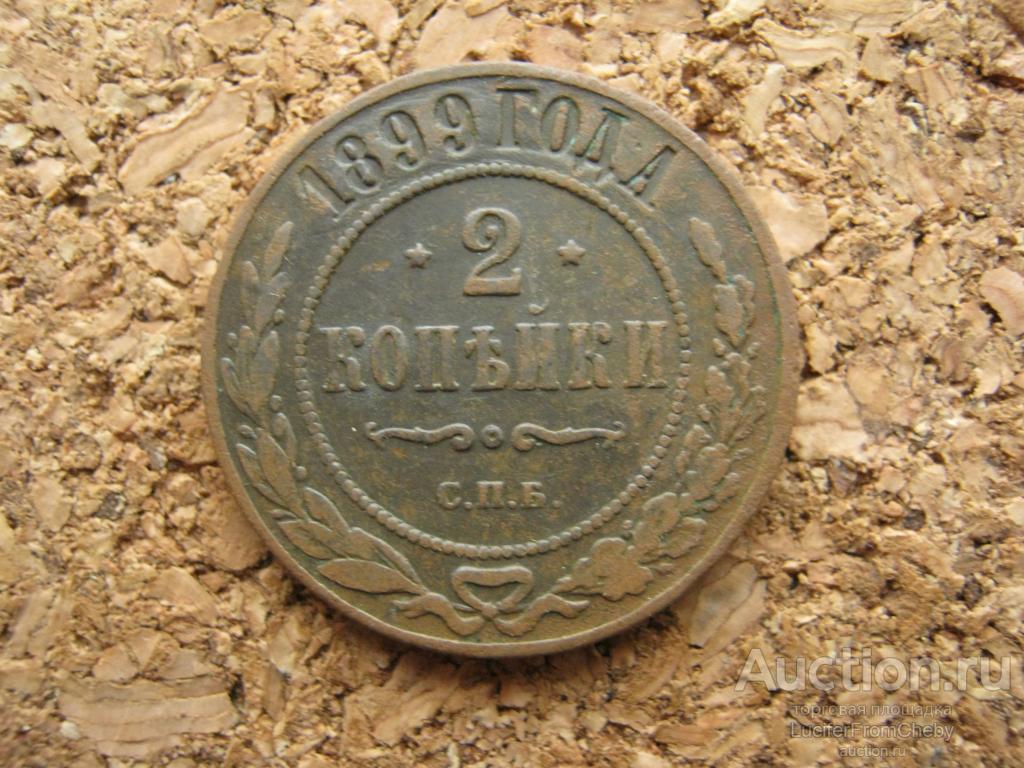 1899 ГОДА
2
КОПѢЙКИ
С.П.Б.
Auction.ru
торговая площадка
LuciferFromCheby
auction.ru